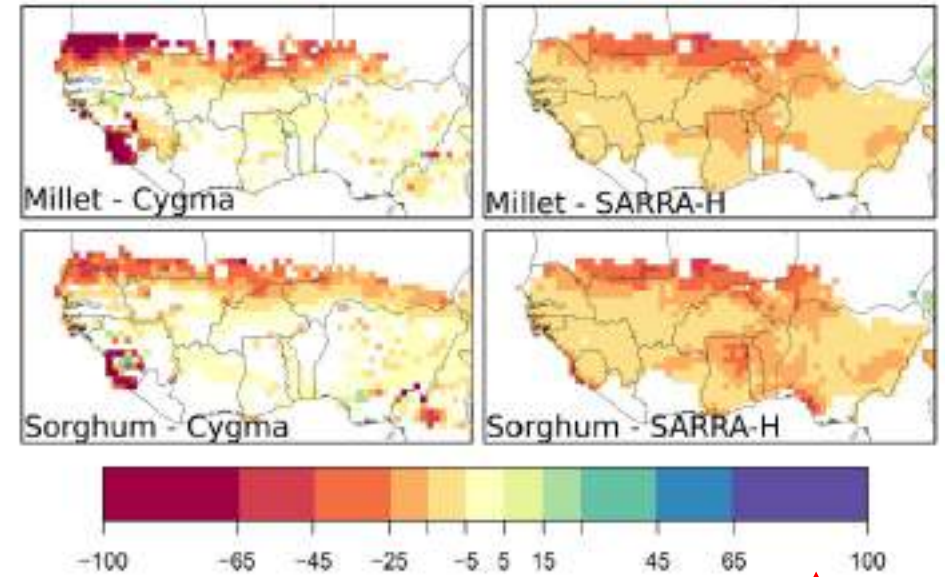 Millet - Cygma
Millet - SARRA-H
Sorghum - Cygma
Sorghum - SARRA-H
−100 −65 −45 −25 −5 5 15 45 65 100